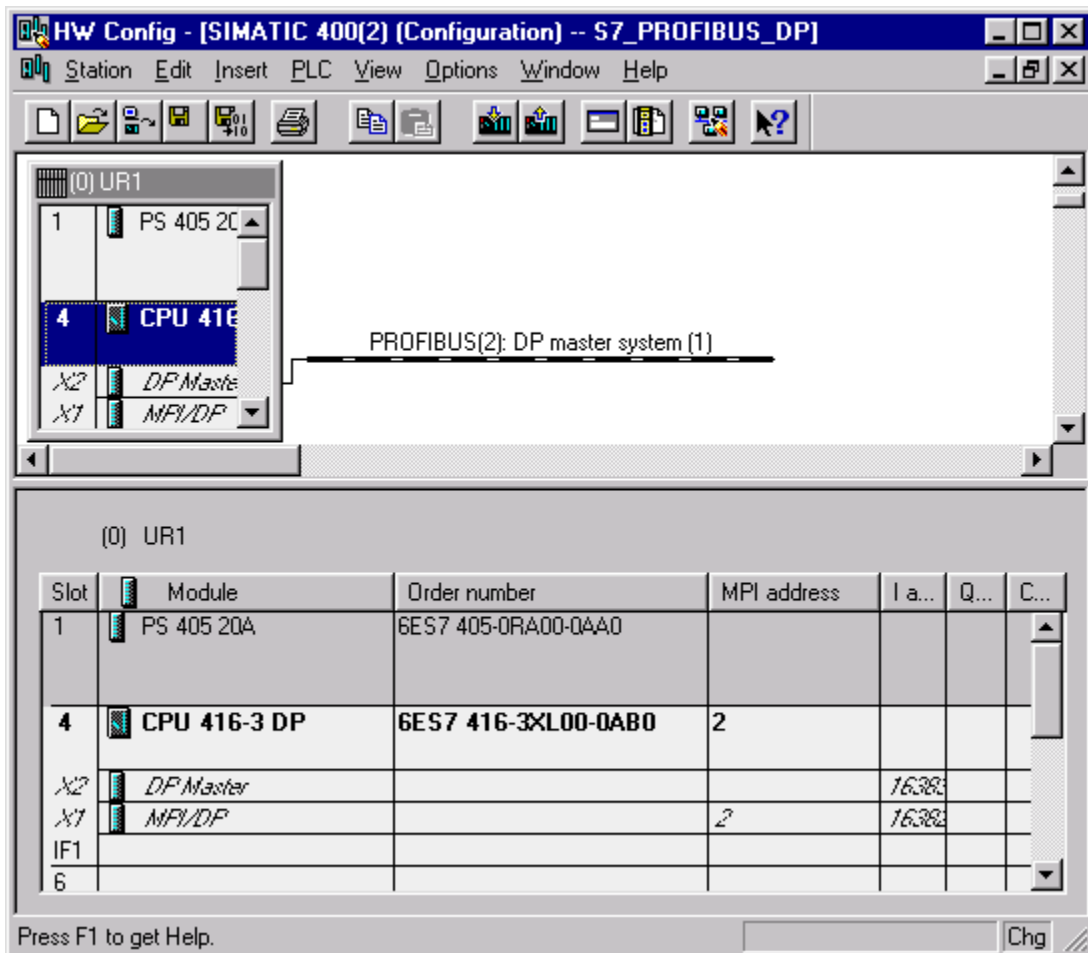 HW Config - [SIMATIC 400(2) (Configuration) -- S7_PROFIBUS_DP]
Station Edit Insert PLC View Options Window Help
(0) UR1
1 PS 405 20
4 CPU 416
X2 DP Maste
X1 MPI/DP
PROFIBUS(2): DP master system (1)
(0) UR1
Slot Module Order number MPI address I a... Q... C...
1 PS 405 20A 6ES7 405-0RA00-0AA0
4 CPU 416-3 DP 6ES7 416-3XL00-0AB0 2
X2 DP Master 16383
X1 MPI/DP 2 16382
IF1
6
Press F1 to get Help. Chg